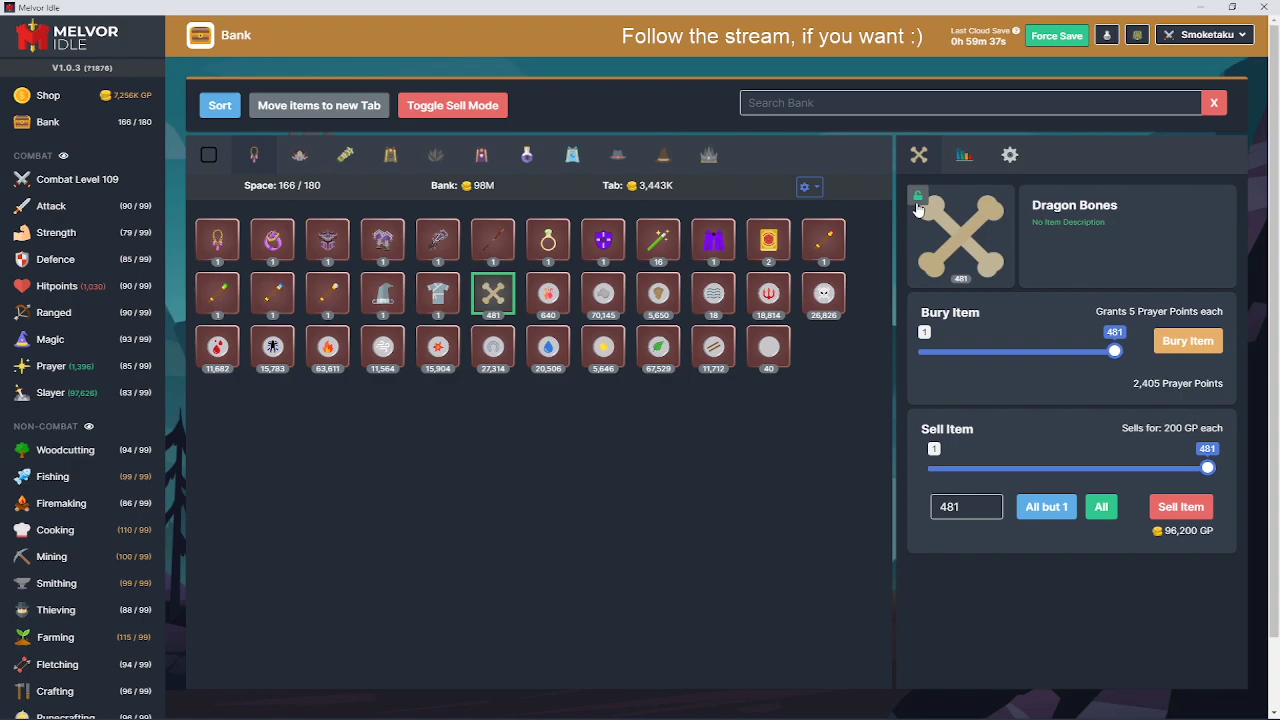 Melvor Idle
MELVOR
IDLE
Bank
Follow the stream, if you want :)
Last Cloud Save
0h 59m 37s
Force Save
Smoketaku
V1.0.3 (?1876)
Shop 7,256K GP
Bank 166 / 180
COMBAT
Combat Level 109
Attack (90 / 99)
Strength (90 / 99)
Defence (85 / 99)
Hitpoints (1,030) (90 / 99)
Ranged (90 / 99)
Magic (90 / 99)
Prayer (1,396) (85 / 99)
Slayer (97,626) (83 / 99)
NON-COMBAT
Woodcutting (94 / 99)
Fishing (99 / 99)
Firemaking (86 / 99)
Cooking (110 / 99)
Mining (100 / 99)
Smithing (99 / 99)
Thieving (88 / 99)
Farming (115 / 99)
Fletching (94 / 99)
Crafting (96 / 99)
Runecrafting (98 / 99)
Sort
Move items to new Tab
Toggle Sell Mode
Search Bank
X
Space: 166 / 180
Bank: 98M
Tab: 3,443K
1 1 1 1 1 1 1 1 16 1 2 1
1 1 1 1 1 481 640 70,145 5,650 18 18,814 26,826
11,682 15,783 63,611 11,564 15,904 27,314 20,506 5,646 67,529 11,712 40
481
Dragon Bones
No Item Description
Bury Item
Grants 5 Prayer Points each
1
481
Bury Item
2,405 Prayer Points
Sell Item
Sells for: 200 GP each
1
481
481
All but 1
All
Sell Item
96,200 GP